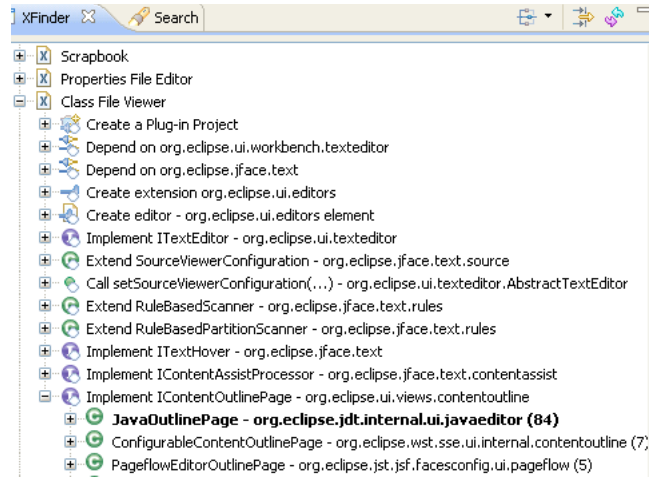 XFinder Search
Scrapbook
Properties File Editor
Class File Viewer
Create a Plug-in Project
Depend on org.eclipse.ui.workbench.texteditor
Depend on org.eclipse.jface.text
Create extension org.eclipse.ui.editors
Create editor - org.eclipse.ui.editors element
Implement ITextEditor - org.eclipse.ui.texteditor
Extend SourceViewerConfiguration - org.eclipse.jface.text.source
Call setSourceViewerConfiguration(...) - org.eclipse.ui.texteditor.AbstractTextEditor
Extend RuleBasedScanner - org.eclipse.jface.text.rules
Extend RuleBasedPartitionScanner - org.eclipse.jface.text.rules
Implement ITextHover - org.eclipse.jface.text
Implement IContentAssistProcessor - org.eclipse.jface.text.contentassist
Implement IContentOutlinePage - org.eclipse.ui.views.contentoutline
JavaOutlinePage - org.eclipse.jdt.internal.ui.javaeditor (84)
ConfigurableContentOutlinePage - org.eclipse.wst.sse.ui.internal.contentoutline (7)
PageflowEditorOutlinePage - org.eclipse.jst.jsf.facesconfig.ui.pageflow (5)